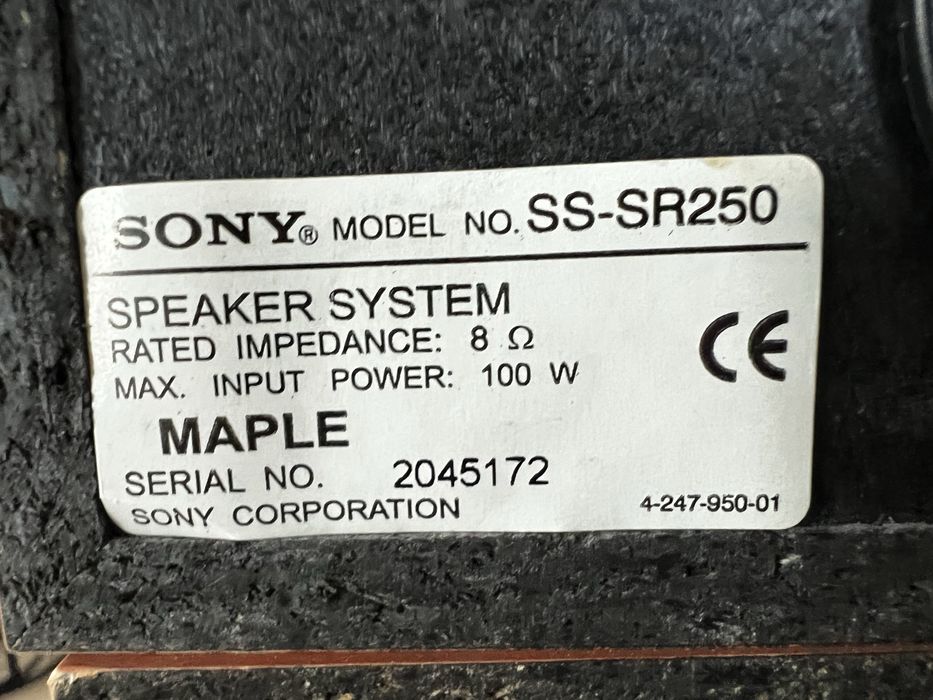 SONY® MODEL NO. SS-SR250
SPEAKER SYSTEM
RATED IMPEDANCE: 8 Ω
MAX. INPUT POWER: 100 W
CE
MAPLE
SERIAL NO. 2045172
SONY CORPORATION 4-247-950-01